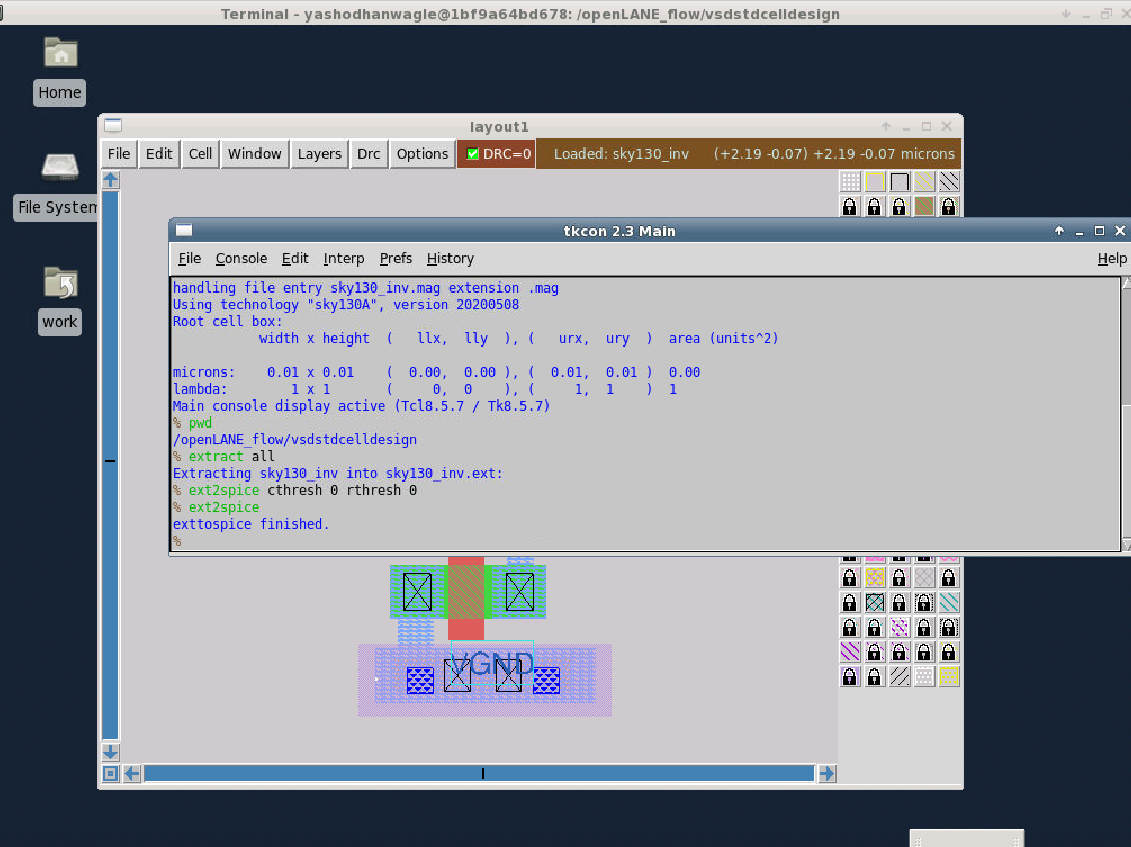 Terminal - yashodhanwagle@1bf9a64bd678: /openLANE_flow/vsdstdcelldesign
Home
layout1
File Edit Cell Window Layers Drc Options DRC=0 Loaded: sky130_inv (+2.19 -0.07) +2.19 -0.07 microns
File System
tkcon 2.3 Main
File Console Edit Interp Prefs History Help
handling file entry sky130_inv.mag extension .mag
Using technology "sky130A", version 20200508
Root cell box:
width x height ( llx, lly ), ( urx, ury ) area (units^2)
microns: 0.01 x 0.01 ( 0.00, 0.00 ), ( 0.01, 0.01 ) 0.00
lambda: 1 x 1 ( 0, 0 ), ( 1, 1 ) 1
Main console display active (Tcl8.5.7 / Tk8.5.7)
% pwd
/openLANE_flow/vsdstdcelldesign
% extract all
Extracting sky130_inv into sky130_inv.ext:
% ext2spice cthresh 0 rthresh 0
% ext2spice
exttospice finished.
%
work
VGND